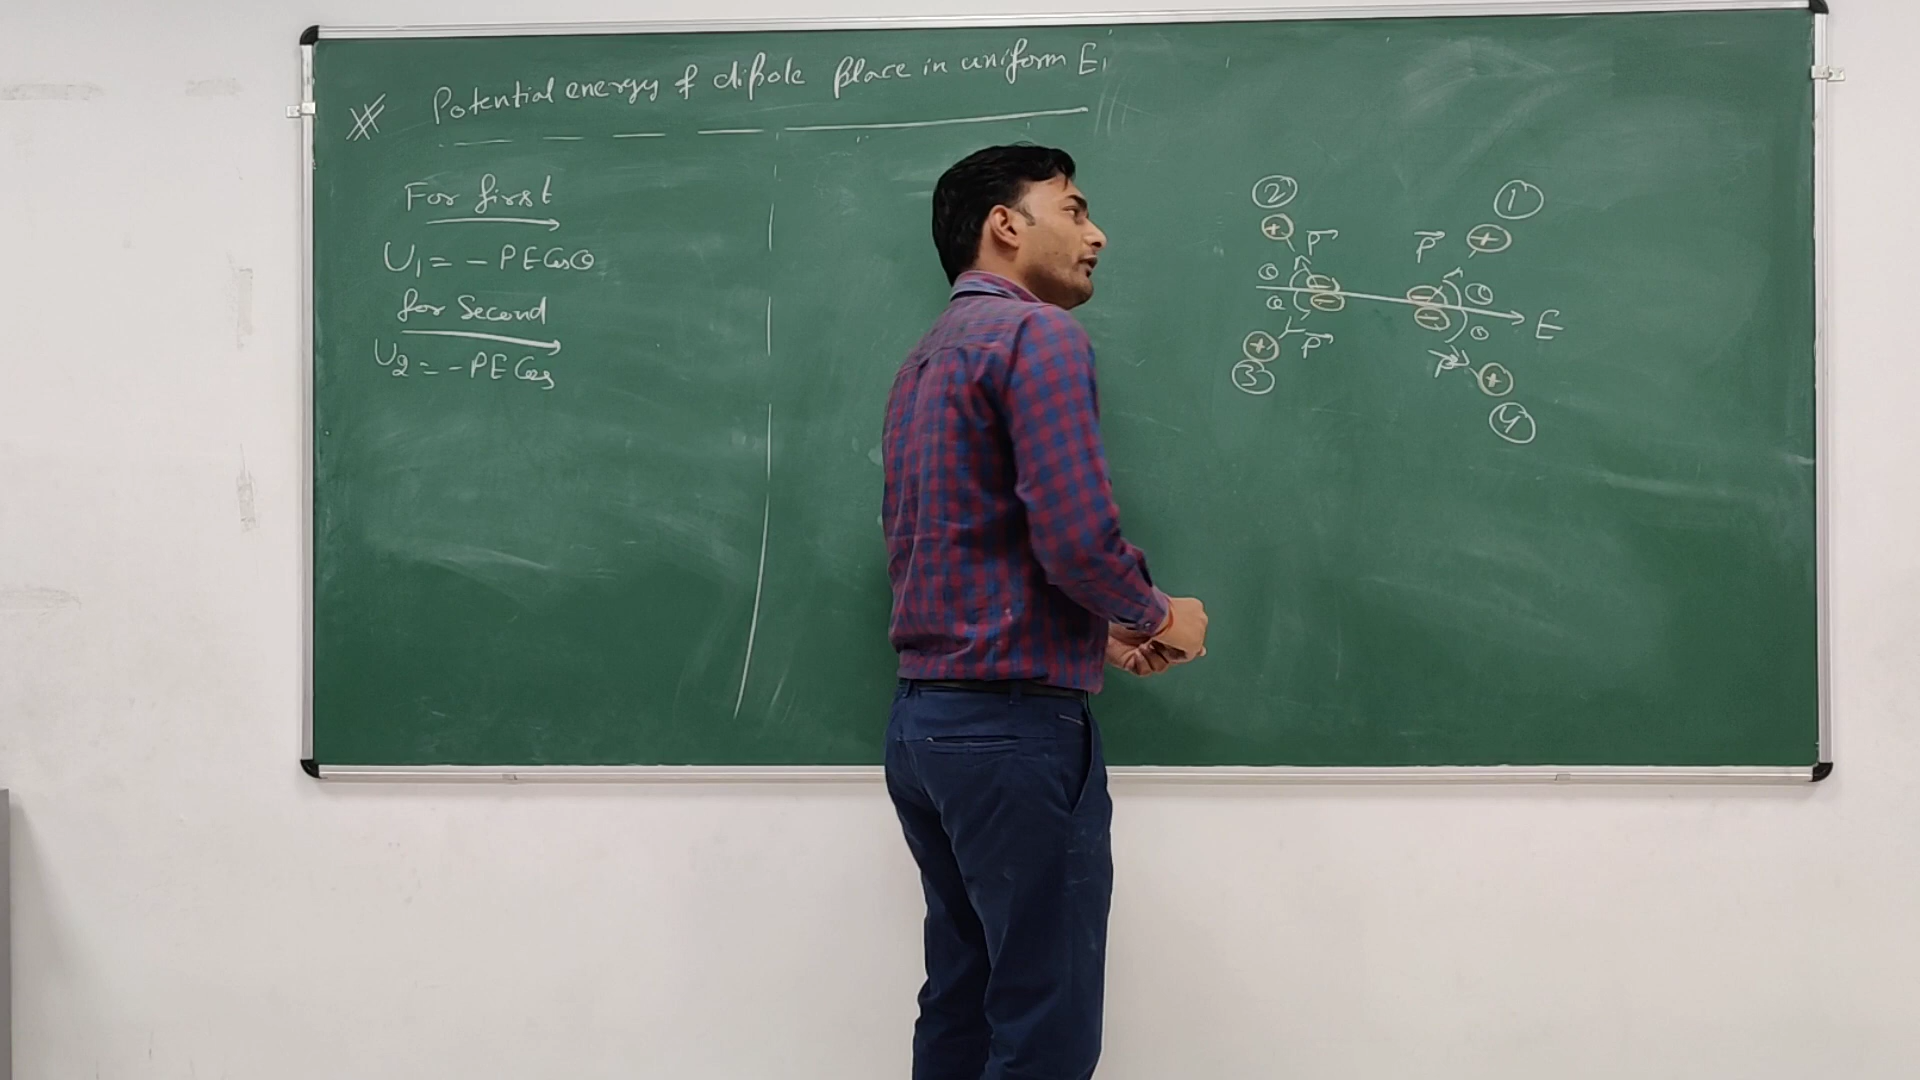 Potential energy of dipole place in uniform E,
For first
U₁ = - PE Cosθ
for Second
U₂ = - PE Cos
2 1
+ P P +
θ - - θ
θ - - θ E
+ P P +
3 4